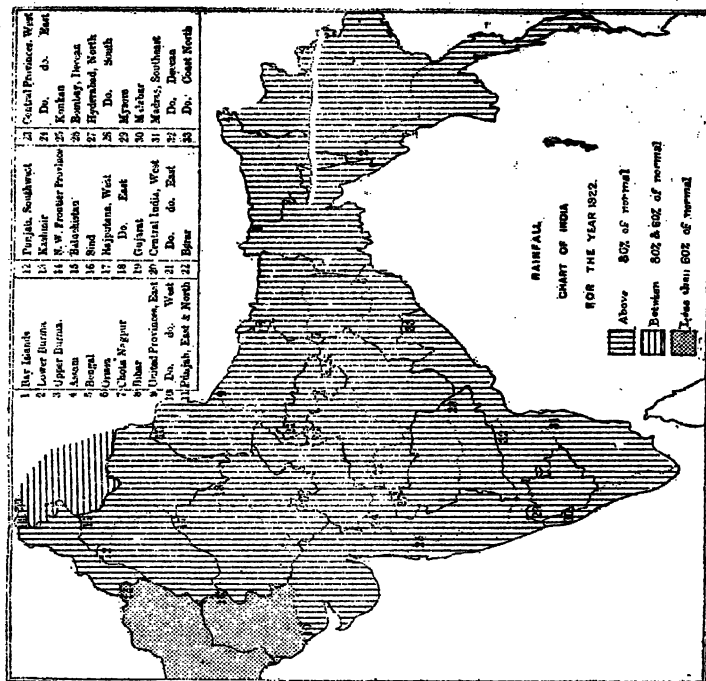 1 Bay Islands
2 Lower Burma
3 Upper Burma
4 Assam
5 Bengal
6 Orissa
7 Chota Nagpur
8 Bihar
9 United Provinces, East
10 Do. do. West
11 Punjab, East & North
12 Punjab, Southwest
13 Kashmir
14 N.W. Frontier Province
15 Baluchistan
16 Sind
17 Rajputana, West
18 Do. East
19 Gujarat
20 Central India, West
21 Do. do. East
22 Berar
23 Central Provinces, West
24 Do. do. East
25 Konkan
26 Bombay, Deccan
27 Hyderabad, North
28 Do. South
29 Mysore
30 Malabar
31 Madras, Southeast
32 Do. Deccan
33 Do. Coast North
RAINFALL
CHART OF INDIA
FOR THE YEAR 1922.
Above 80% of normal
Between 80% & 60% of normal
Less than 60% of normal